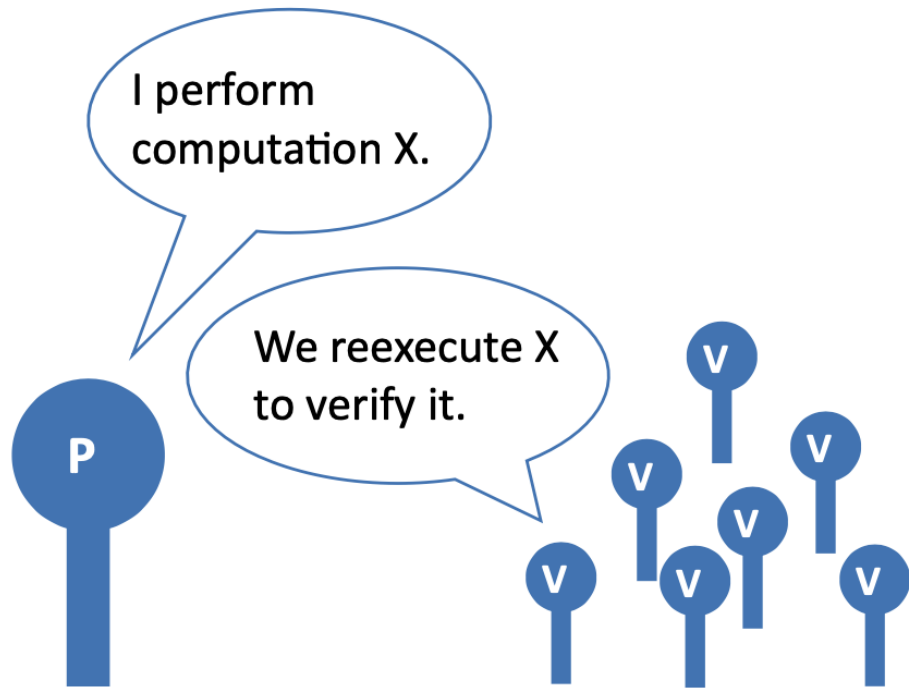 I perform
computation X.
We reexecute X
to verify it.
P
V
V
V
V
V
V
V